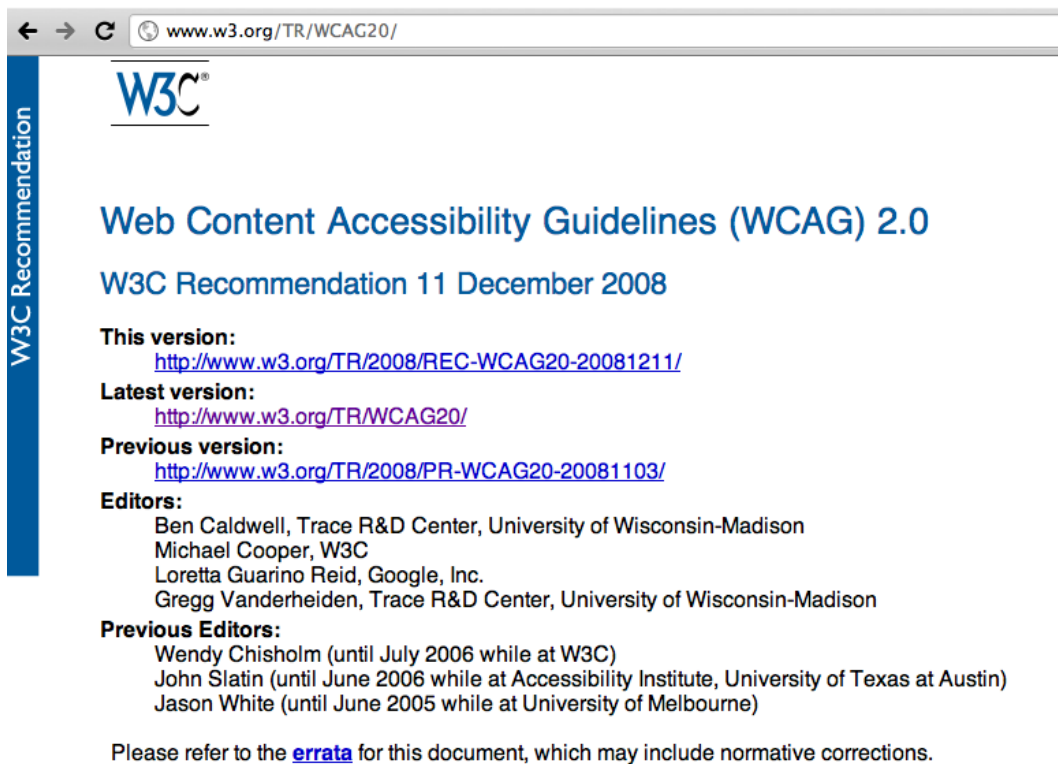 www.w3.org/TR/WCAG20/
W3C Recommendation
W3C®
Web Content Accessibility Guidelines (WCAG) 2.0
W3C Recommendation 11 December 2008
This version:
http://www.w3.org/TR/2008/REC-WCAG20-20081211/
Latest version:
http://www.w3.org/TR/WCAG20/
Previous version:
http://www.w3.org/TR/2008/PR-WCAG20-20081103/
Editors:
Ben Caldwell, Trace R&D Center, University of Wisconsin-Madison
Michael Cooper, W3C
Loretta Guarino Reid, Google, Inc.
Gregg Vanderheiden, Trace R&D Center, University of Wisconsin-Madison
Previous Editors:
Wendy Chisholm (until July 2006 while at W3C)
John Slatin (until June 2006 while at Accessibility Institute, University of Texas at Austin)
Jason White (until June 2005 while at University of Melbourne)
Please refer to the errata for this document, which may include normative corrections.